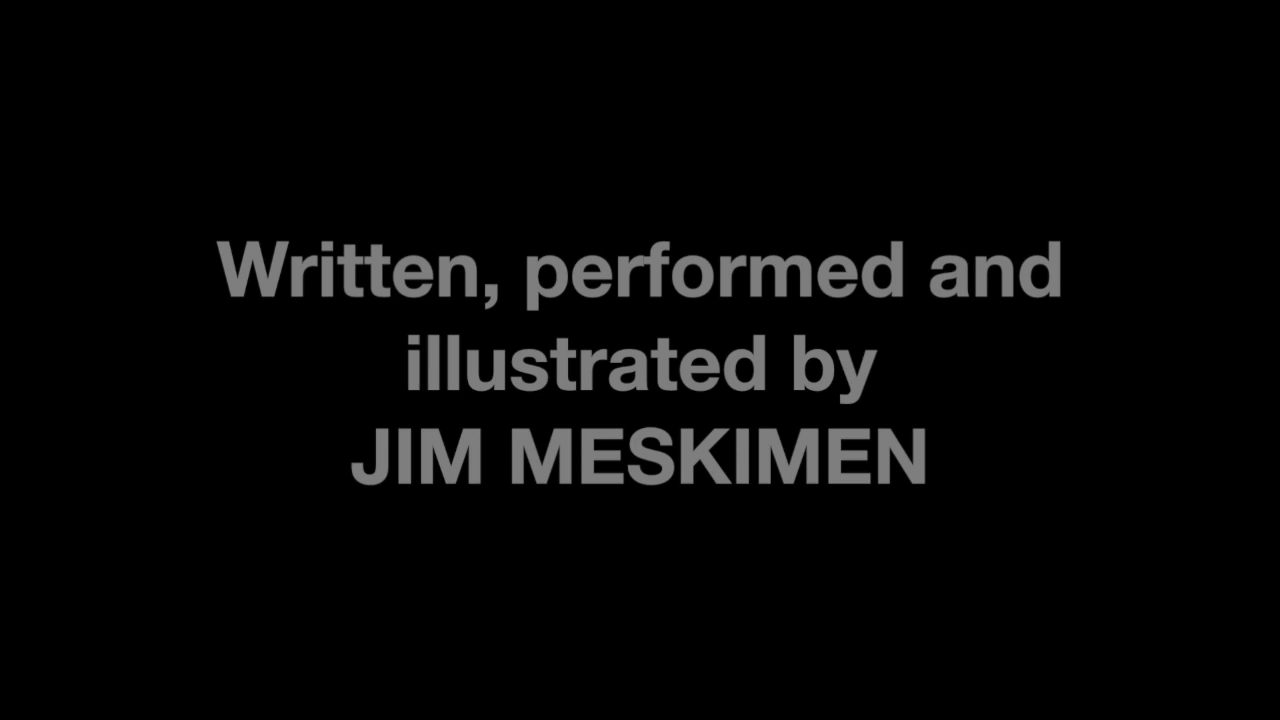 Written, performed and
illustrated by
JIM MESKIMEN